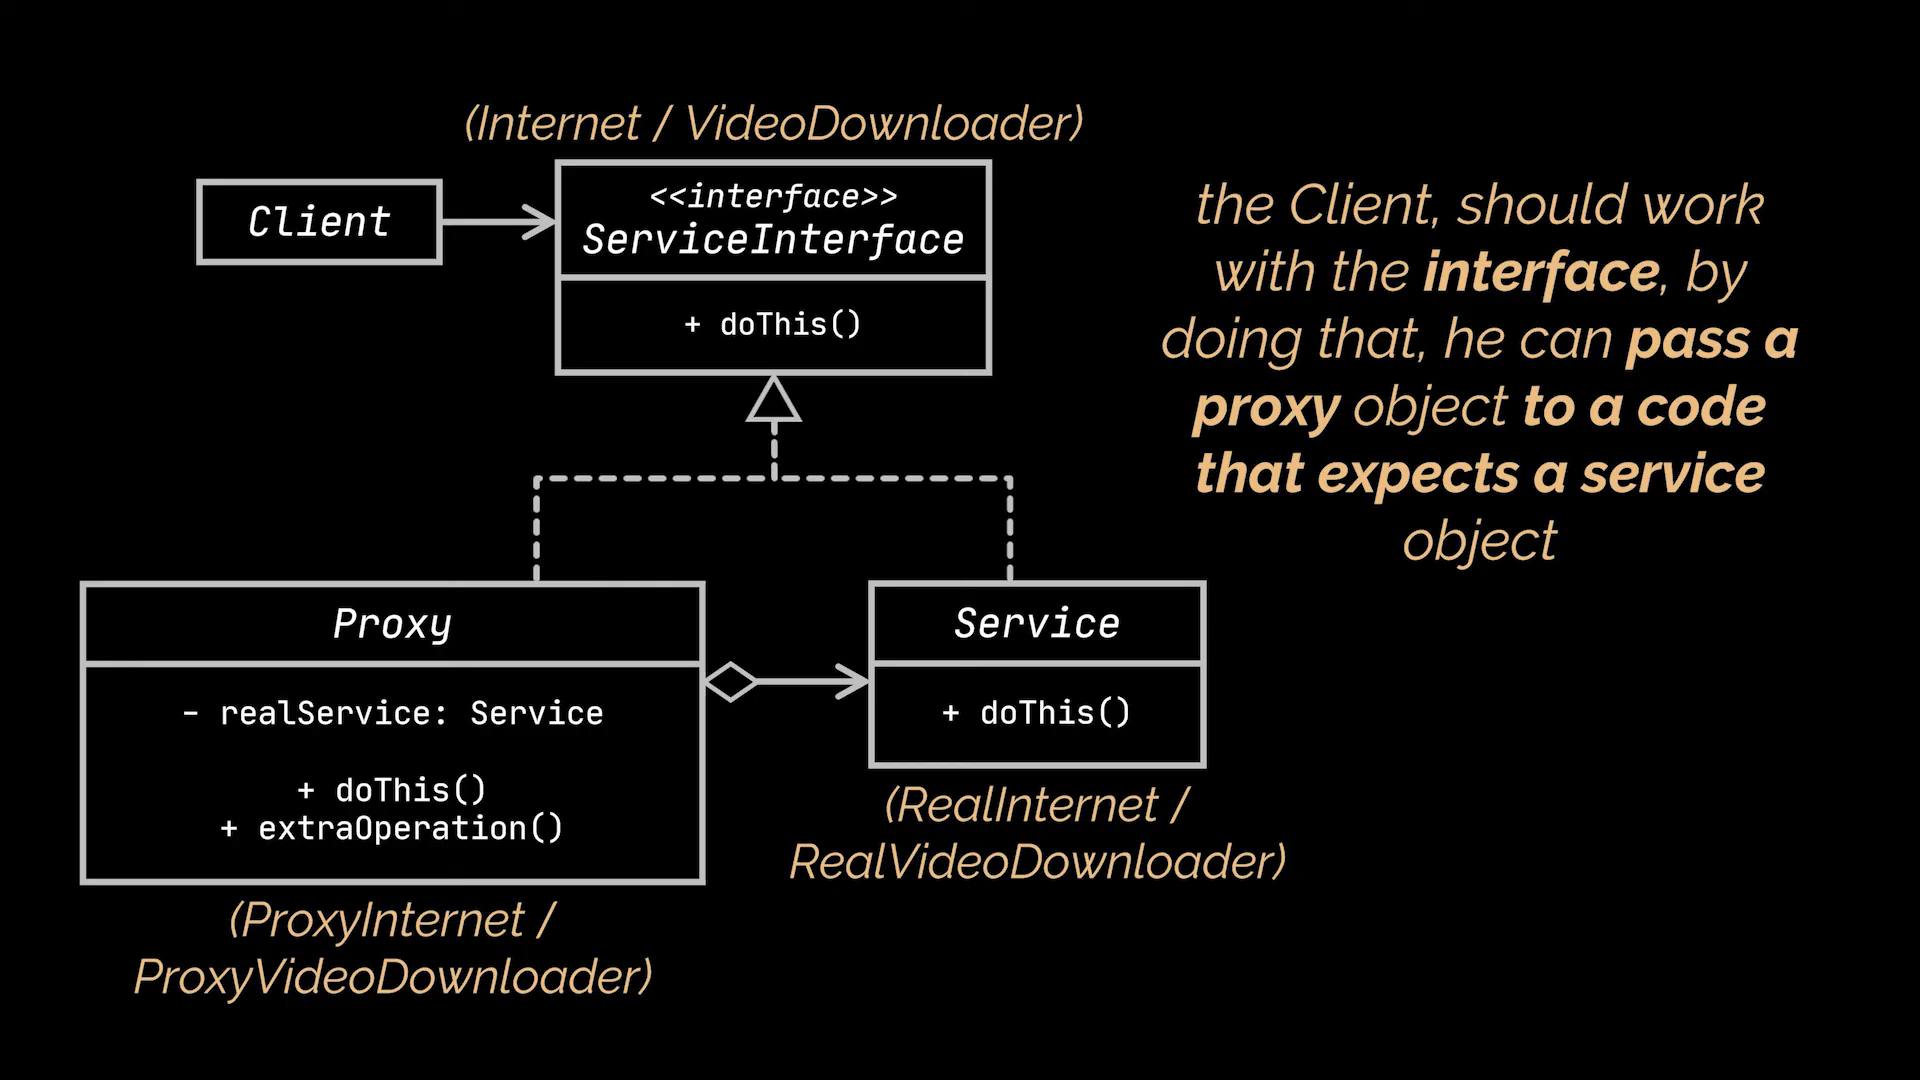 (Internet / VideoDownloader)
Client
<<interface>>
ServiceInterface
+ doThis()
the Client, should work
with the interface, by
doing that, he can pass a
proxy object to a code
that expects a service
object
Proxy
- realService: Service
+ doThis()
+ extraOperation()
(ProxyInternet /
ProxyVideoDownloader)
Service
+ doThis()
(RealInternet /
RealVideoDownloader)